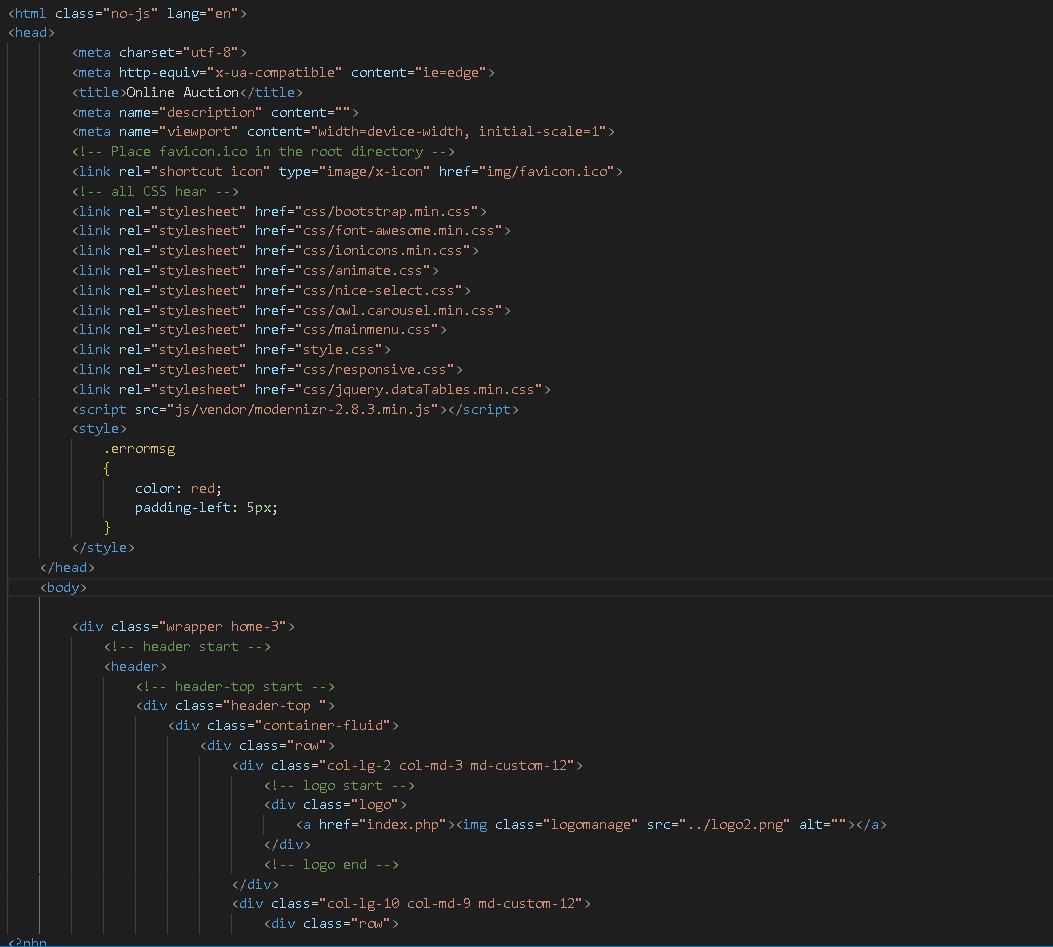 <html class="no-js" lang="en">
<head>
<meta charset="utf-8">
<meta http-equiv="x-ua-compatible" content="ie=edge">
<title>Online Auction</title>
<meta name="description" content="">
<meta name="viewport" content="width=device-width, initial-scale=1">
<!-- Place favicon.ico in the root directory -->
<link rel="shortcut icon" type="image/x-icon" href="img/favicon.ico">
<!-- all CSS hear -->
<link rel="stylesheet" href="css/bootstrap.min.css">
<link rel="stylesheet" href="css/font-awesome.min.css">
<link rel="stylesheet" href="css/ionicons.min.css">
<link rel="stylesheet" href="css/animate.css">
<link rel="stylesheet" href="css/nice-select.css">
<link rel="stylesheet" href="css/owl.carousel.min.css">
<link rel="stylesheet" href="css/mainmenu.css">
<link rel="stylesheet" href="style.css">
<link rel="stylesheet" href="css/responsive.css">
<link rel="stylesheet" href="css/jquery.dataTables.min.css">
<script src="js/vendor/modernizr-2.8.3.min.js"></script>
<style>
.errormsg
{
color: red;
padding-left: 5px;
}
</style>
</head>
<body>
<div class="wrapper home-3">
<!-- header start -->
<header>
<!-- header-top start -->
<div class="header-top ">
<div class="container-fluid">
<div class="row">
<div class="col-lg-2 col-md-3 md-custom-12">
<!-- logo start -->
<div class="logo">
<a href="index.php"><img class="logomanage" src="../logo2.png" alt=""></a>
</div>
<!-- logo end -->
</div>
<div class="col-lg-10 col-md-9 md-custom-12">
<div class="row">
<?php